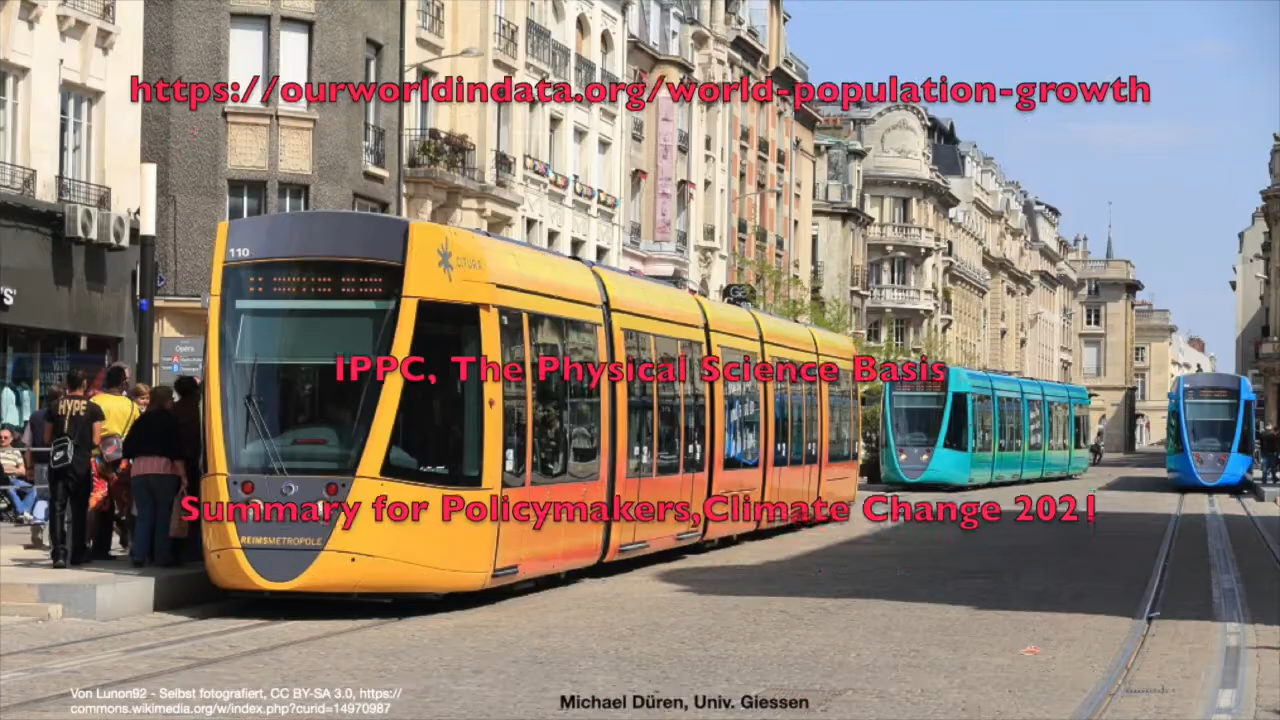 https://ourworldindata.org/world-population-growth
110
CITURA
'S'
Opéra
IPPC, The Physical Science Basis
HYPE
Summary for Policymakers,Climate Change 2021
REIMSMETROPOLE
Von Lunon92 - Selbst fotografiert, CC BY-SA 3.0, https://
commons.wikimedia.org/w/index.php?curid=14970987
Michael Düren, Univ. Giessen